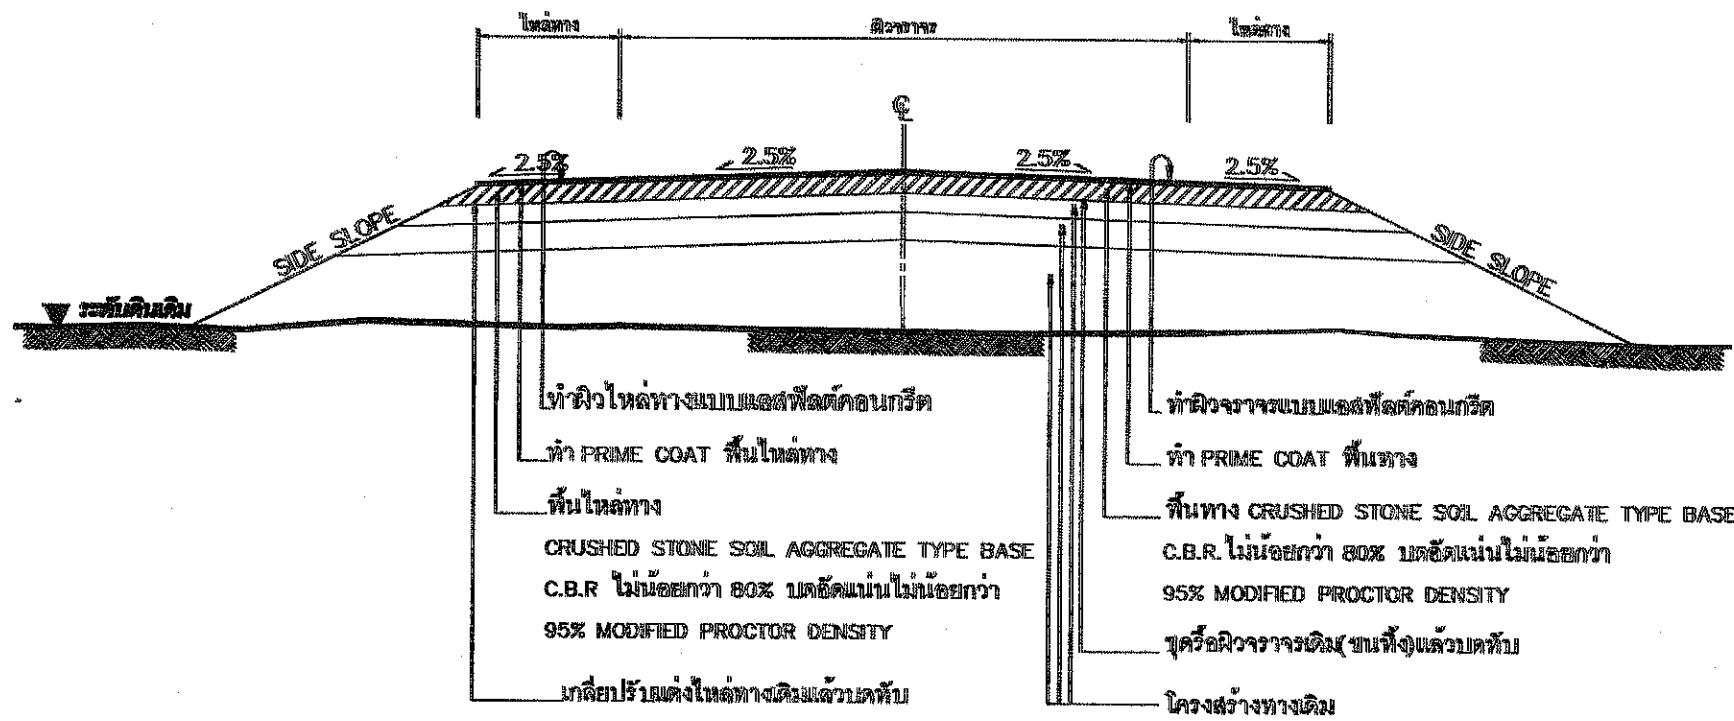 ไหล่ทาง ผิวจราจร ไหล่ทาง
℄
2.5% 2.5% 2.5% 2.5%
SIDE SLOPE SIDE SLOPE
ระดับดินเดิม
ทำผิวไหล่ทางแบบแอสฟัลต์คอนกรีต
ทำ PRIME COAT พื้นไหล่ทาง
พื้นไหล่ทาง
CRUSHED STONE SOIL AGGREGATE TYPE BASE
C.B.R ไม่น้อยกว่า 80% บดอัดแน่นไม่น้อยกว่า
95% MODIFIED PROCTOR DENSITY
เกลี่ยปรับแต่งไหล่ทางเดิมแล้วบดทับ
ทำผิวจราจรแบบแอสฟัลต์คอนกรีต
ทำ PRIME COAT พื้นทาง
พื้นทาง CRUSHED STONE SOIL AGGREGATE TYPE BASE
C.B.R. ไม่น้อยกว่า 80% บดอัดแน่นไม่น้อยกว่า
95% MODIFIED PROCTOR DENSITY
ขุดรื้อผิวจราจรเดิม(ขนทิ้ง)แล้วบดทับ
โครงสร้างทางเดิม